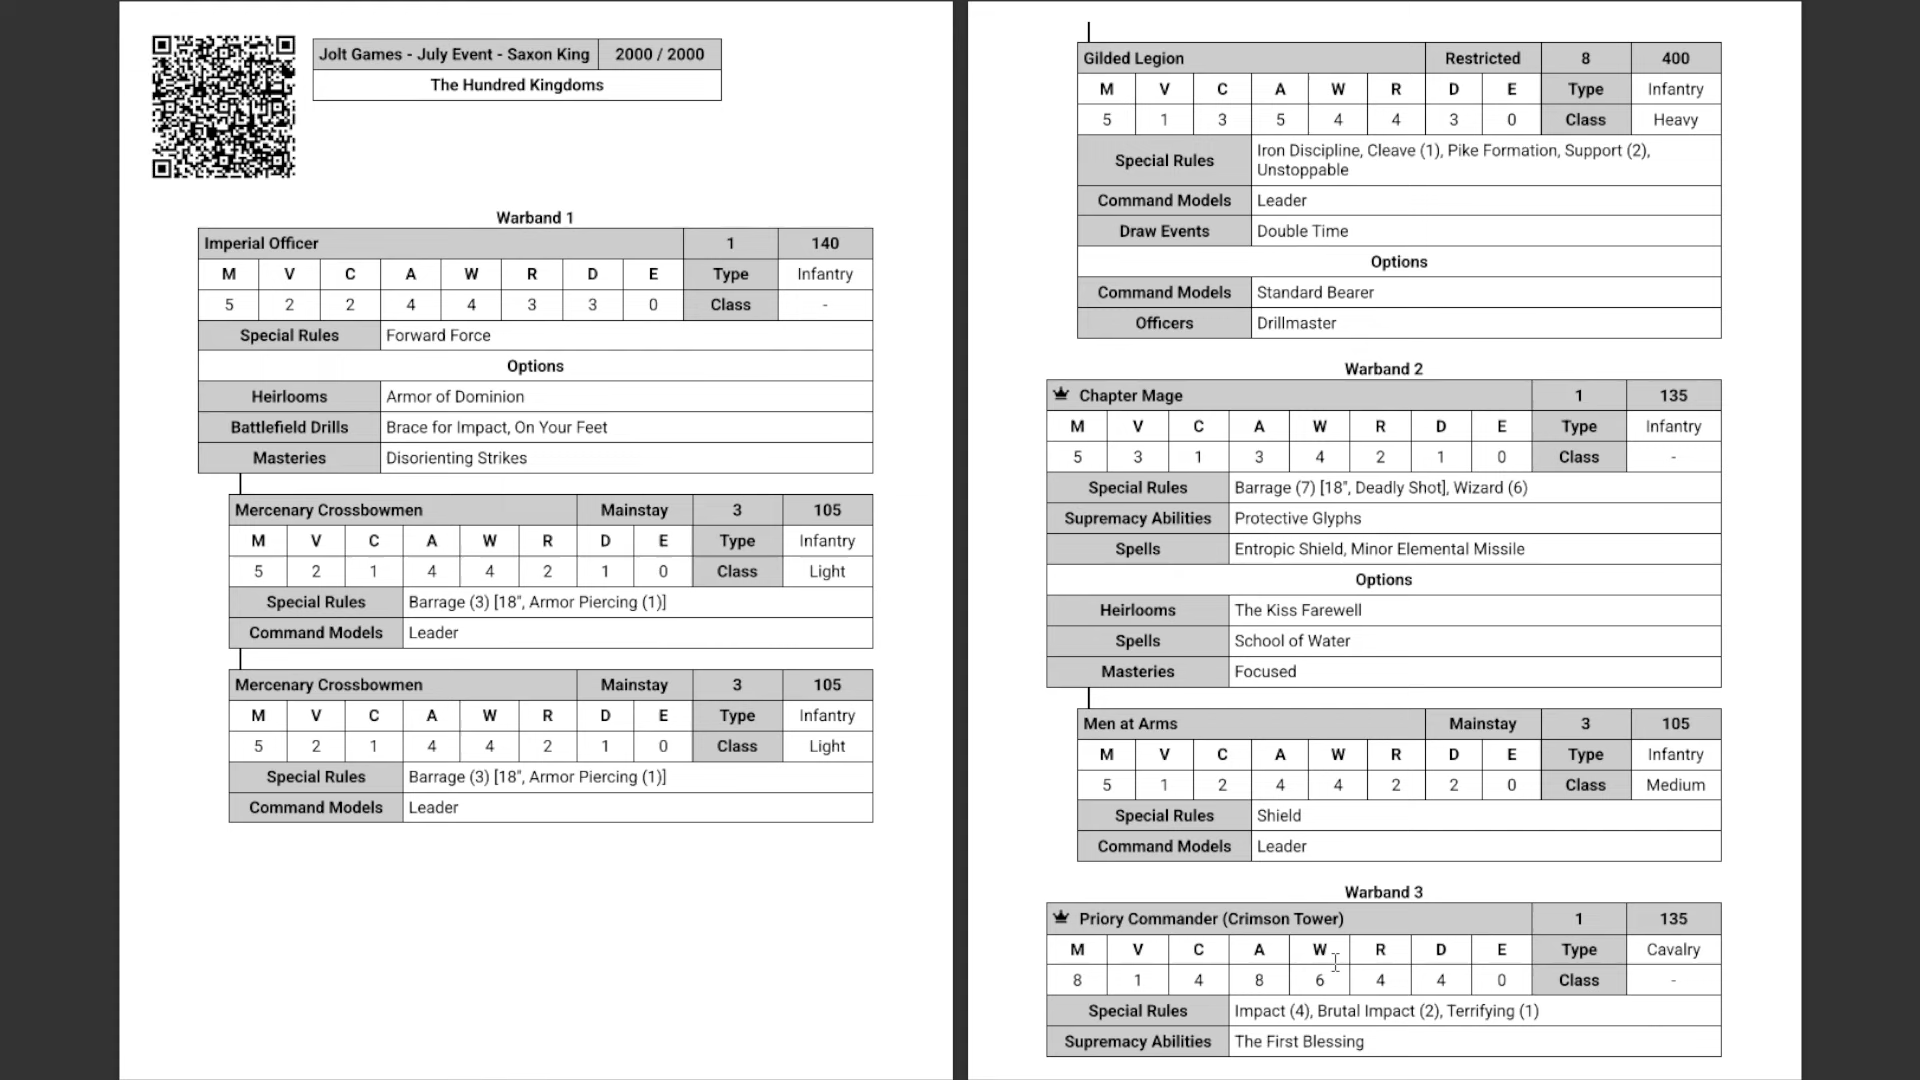 Jolt Games - July Event - Saxon King 2000 / 2000
The Hundred Kingdoms
Warband 1
Imperial Officer 1 140
M V C A W R D E Type Infantry
5 2 2 4 4 3 3 0 Class -
Special Rules Forward Force
Options
Heirlooms Armor of Dominion
Battlefield Drills Brace for Impact, On Your Feet
Masteries Disorienting Strikes
Mercenary Crossbowmen Mainstay 3 105
M V C A W R D E Type Infantry
5 2 1 4 4 2 1 0 Class Light
Special Rules Barrage (3) [18", Armor Piercing (1)]
Command Models Leader
Mercenary Crossbowmen Mainstay 3 105
M V C A W R D E Type Infantry
5 2 1 4 4 2 1 0 Class Light
Special Rules Barrage (3) [18", Armor Piercing (1)]
Command Models Leader
Gilded Legion Restricted 8 400
M V C A W R D E Type Infantry
5 1 3 5 4 4 3 0 Class Heavy
Special Rules Iron Discipline, Cleave (1), Pike Formation, Support (2),
Unstoppable
Command Models Leader
Draw Events Double Time
Options
Command Models Standard Bearer
Officers Drillmaster
Warband 2
Chapter Mage 1 135
M V C A W R D E Type Infantry
5 3 1 3 4 2 1 0 Class -
Special Rules Barrage (7) [18", Deadly Shot], Wizard (6)
Supremacy Abilities Protective Glyphs
Spells Entropic Shield, Minor Elemental Missile
Options
Heirlooms The Kiss Farewell
Spells School of Water
Masteries Focused
Men at Arms Mainstay 3 105
M V C A W R D E Type Infantry
5 1 2 4 4 2 2 0 Class Medium
Special Rules Shield
Command Models Leader
Warband 3
Priory Commander (Crimson Tower) 1 135
M V C A W R D E Type Cavalry
8 1 4 8 6 4 4 0 Class -
Special Rules Impact (4), Brutal Impact (2), Terrifying (1)
Supremacy Abilities The First Blessing